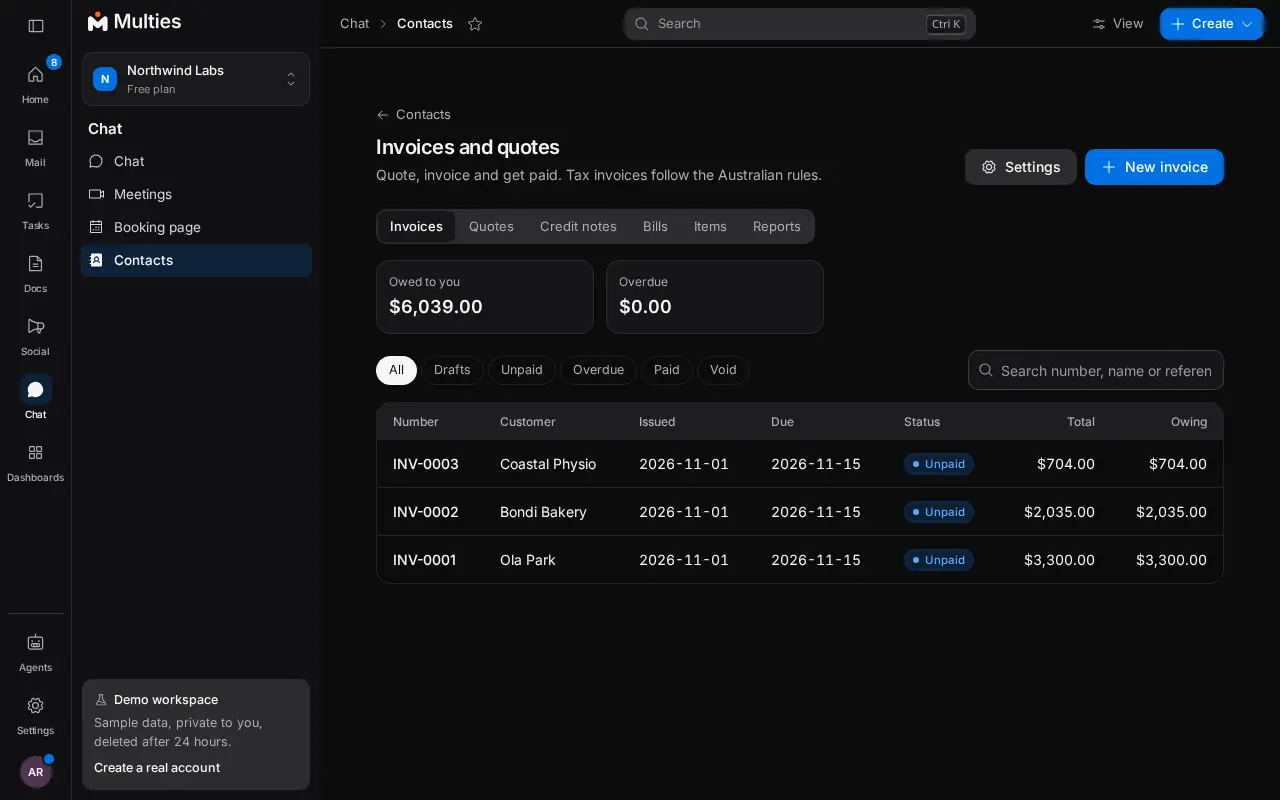 Multies
Chat
Contacts
Search
Ctrl K
View
Create
8
Home
Mail
Tasks
Docs
Social
Chat
Dashboards
Agents
Settings
AR
N
Northwind Labs
Free plan
Chat
Chat
Meetings
Booking page
Contacts
Demo workspace
Sample data, private to you,
deleted after 24 hours.
Create a real account
Contacts
Invoices and quotes
Quote, invoice and get paid. Tax invoices follow the Australian rules.
Settings
New invoice
Invoices Quotes Credit notes Bills Items Reports
Owed to you
$6,039.00
Overdue
$0.00
All Drafts Unpaid Overdue Paid Void
Search number, name or referen
Number Customer Issued Due Status Total Owing
INV-0003 Coastal Physio 2026-11-01 2026-11-15 Unpaid $704.00 $704.00
INV-0002 Bondi Bakery 2026-11-01 2026-11-15 Unpaid $2,035.00 $2,035.00
INV-0001 Ola Park 2026-11-01 2026-11-15 Unpaid $3,300.00 $3,300.00